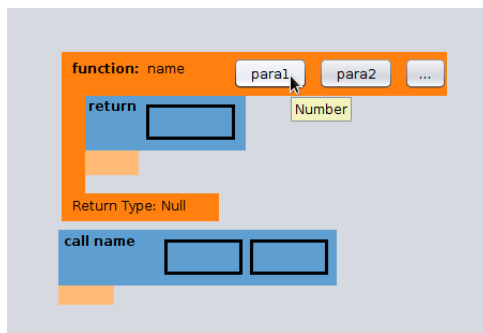 function: name para1 para2 ...
return
Number
Return Type: Null
call name